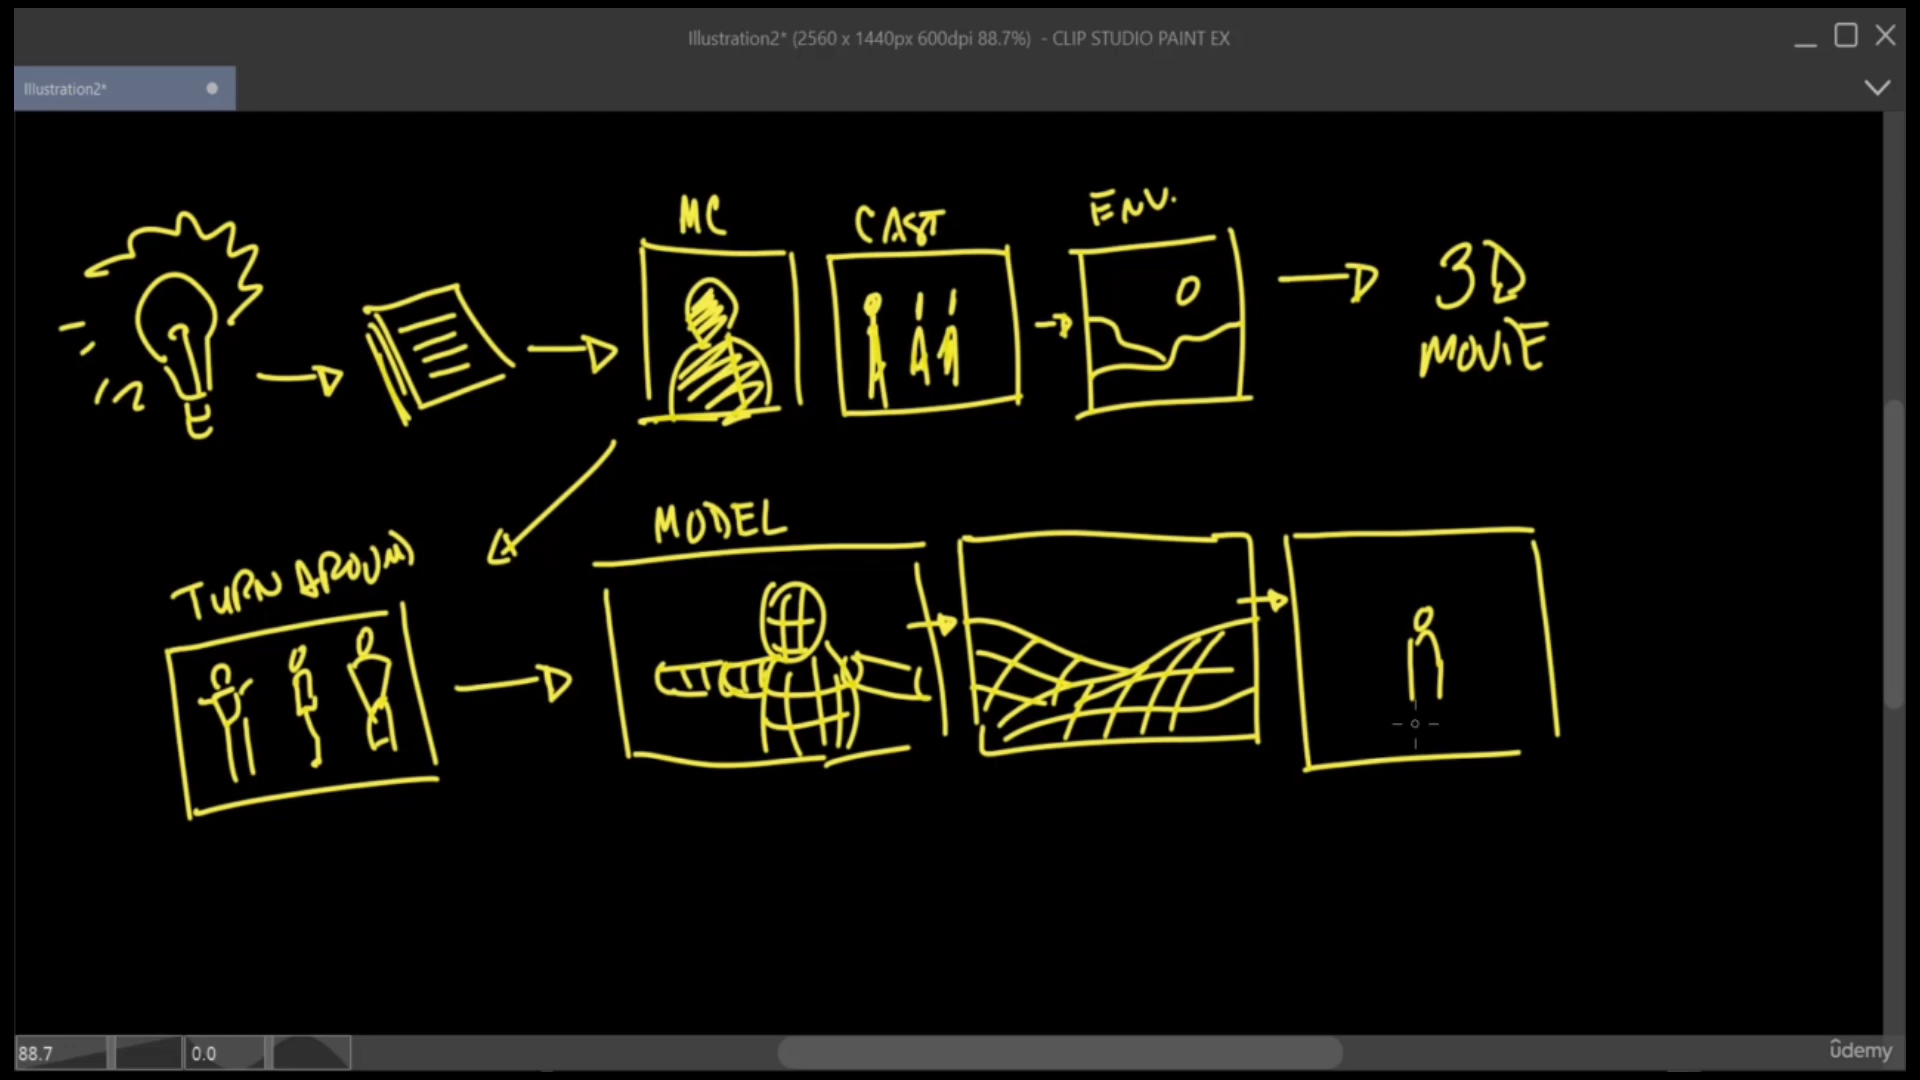 Illustration2* (2560 x 1440px 600dpi 88.7%) - CLIP STUDIO PAINT EX
Illustration2*
MC
CAST
ENV.
3D
MOVIE
MODEL
TURN AROUND
88.7
0.0
ûdemy